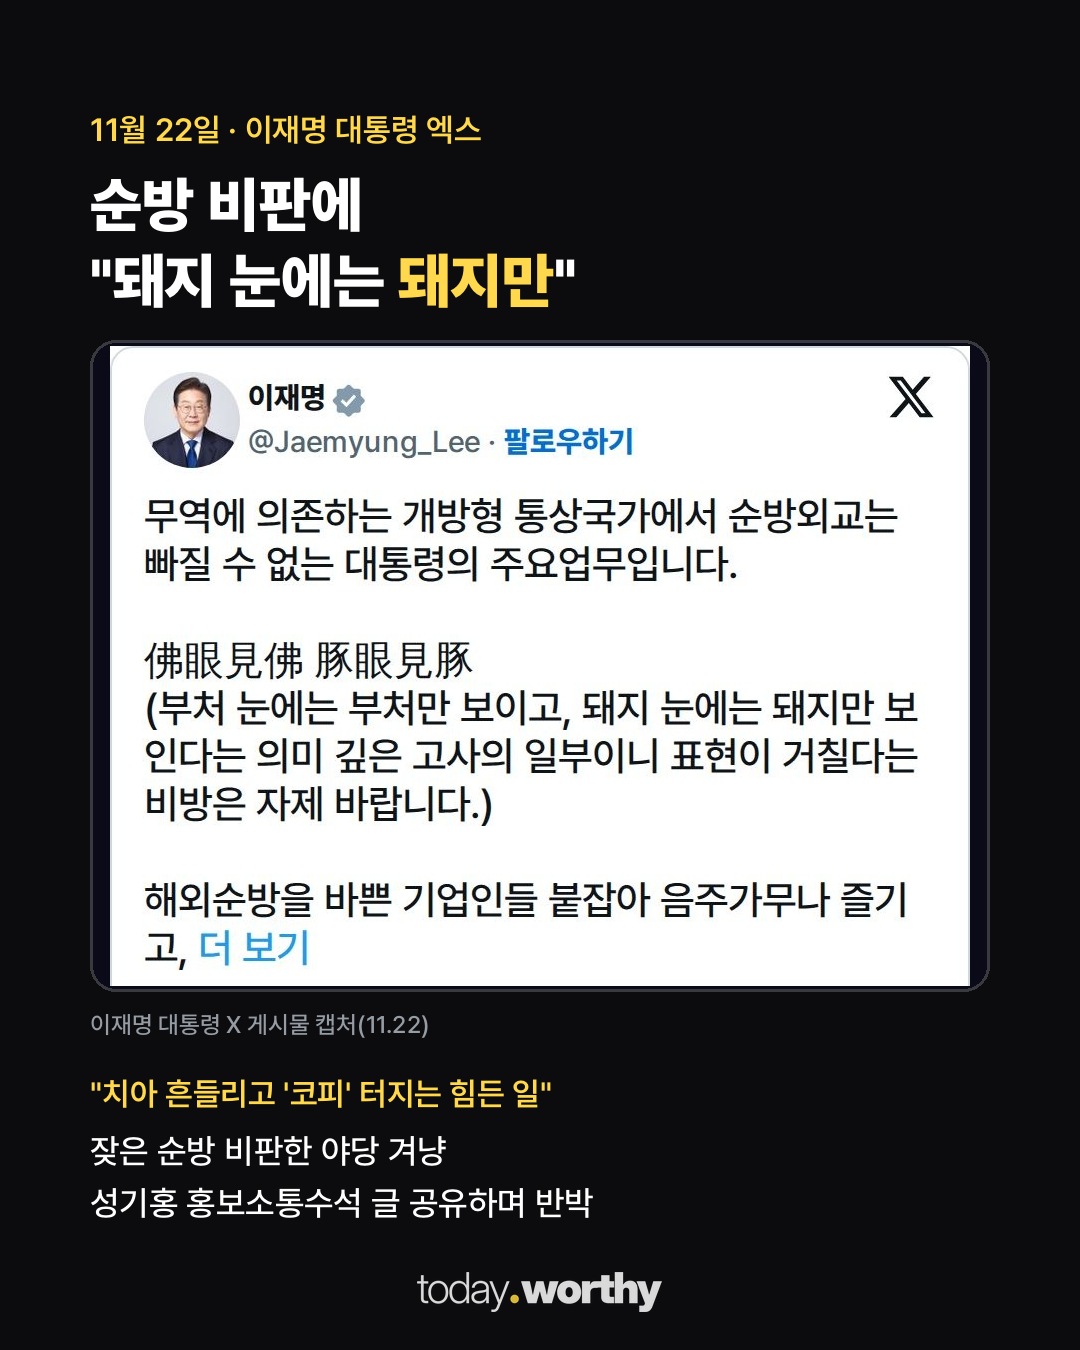 11월 22일 · 이재명 대통령 엑스
순방 비판에
"돼지 눈에는 돼지만"
이재명
@Jaemyung_Lee · 팔로우하기
무역에 의존하는 개방형 통상국가에서 순방외교는
빠질 수 없는 대통령의 주요업무입니다.
佛眼見佛 豚眼見豚
(부처 눈에는 부처만 보이고, 돼지 눈에는 돼지만 보
인다는 의미 깊은 고사의 일부이니 표현이 거칠다는
비방은 자제 바랍니다.)
해외순방을 바쁜 기업인들 붙잡아 음주가무나 즐기
고, 더 보기
이재명 대통령 X 게시물 캡처(11.22)
"치아 흔들리고 '코피' 터지는 힘든 일"
잦은 순방 비판한 야당 겨냥
성기홍 홍보소통수석 글 공유하며 반박
today.worthy